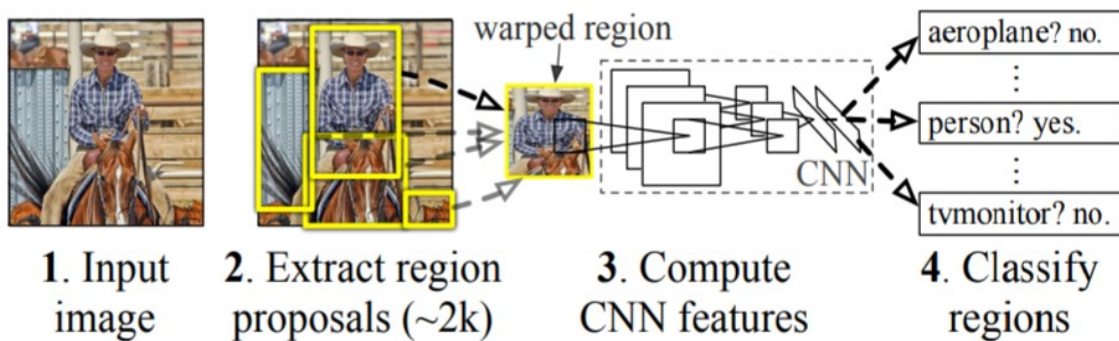 warped region
aeroplane? no.
⋮
person? yes.
⋮
tvmonitor? no.
CNN
1. Input
image
2. Extract region
proposals (~2k)
3. Compute
CNN features
4. Classify
regions